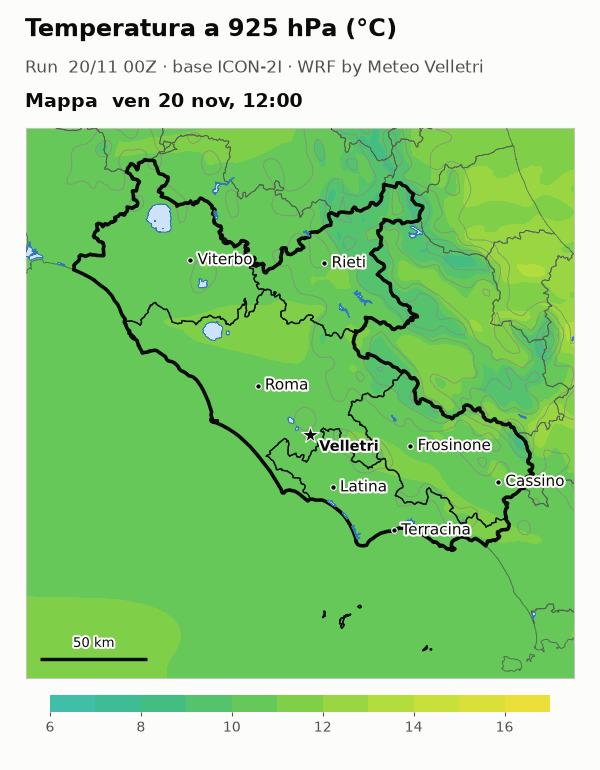 Temperatura a 925 hPa (°C)
Run  20/11 00Z · base ICON-2I · WRF by Meteo Velletri
Mappa  ven 20 nov, 12:00
Viterbo
Rieti
Roma
Velletri
Frosinone
Latina
Cassino
Terracina
50 km
6 8 10 12 14 16